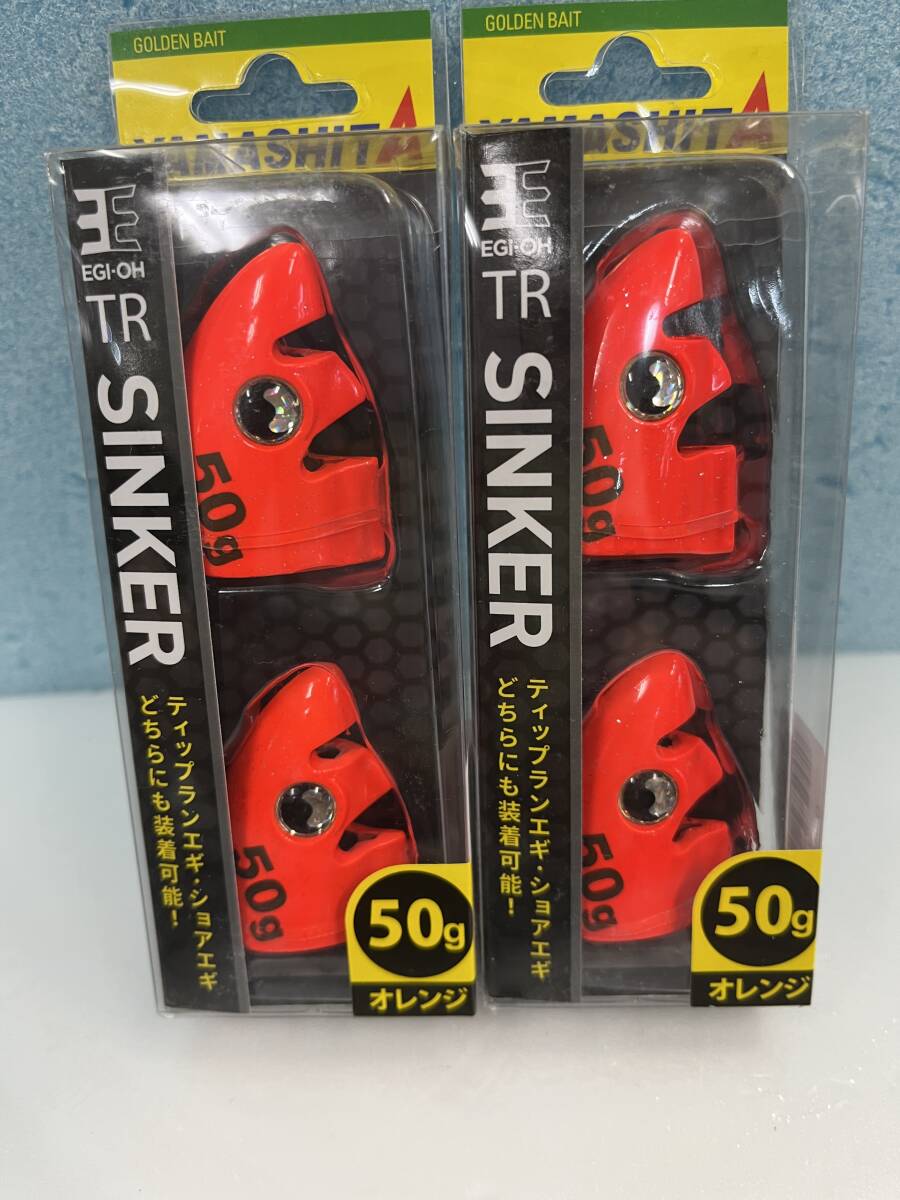 GOLDEN BAIT
YAMASHITA
EGI-OH
TR
SINKER
ティップランエギ・ショアエギ
どちらにも装着可能！
50g
50g
50g
オレンジ
GOLDEN BAIT
YAMASHITA
EGI-OH
TR
SINKER
ティップランエギ・ショアエギ
どちらにも装着可能！
50g
50g
50g
オレンジ